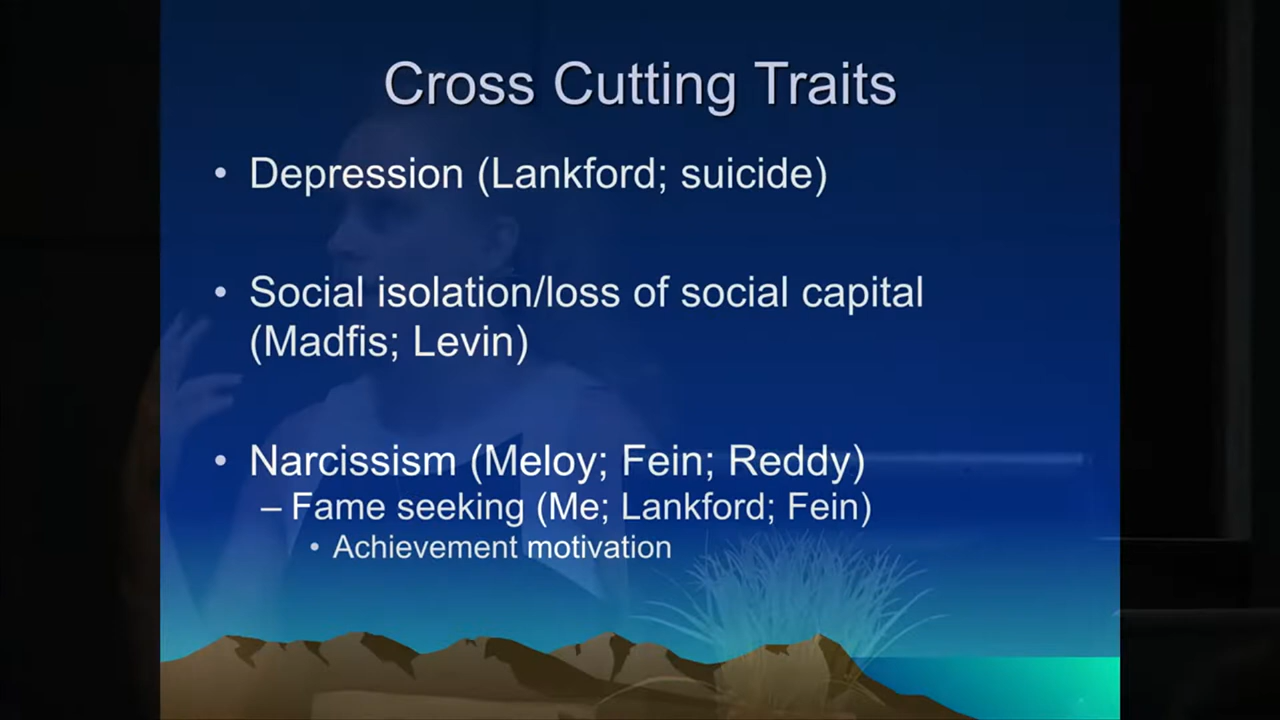 Cross Cutting Traits
• Depression (Lankford; suicide)
• Social isolation/loss of social capital
(Madfis; Levin)
• Narcissism (Meloy; Fein; Reddy)
– Fame seeking (Me; Lankford; Fein)
• Achievement motivation